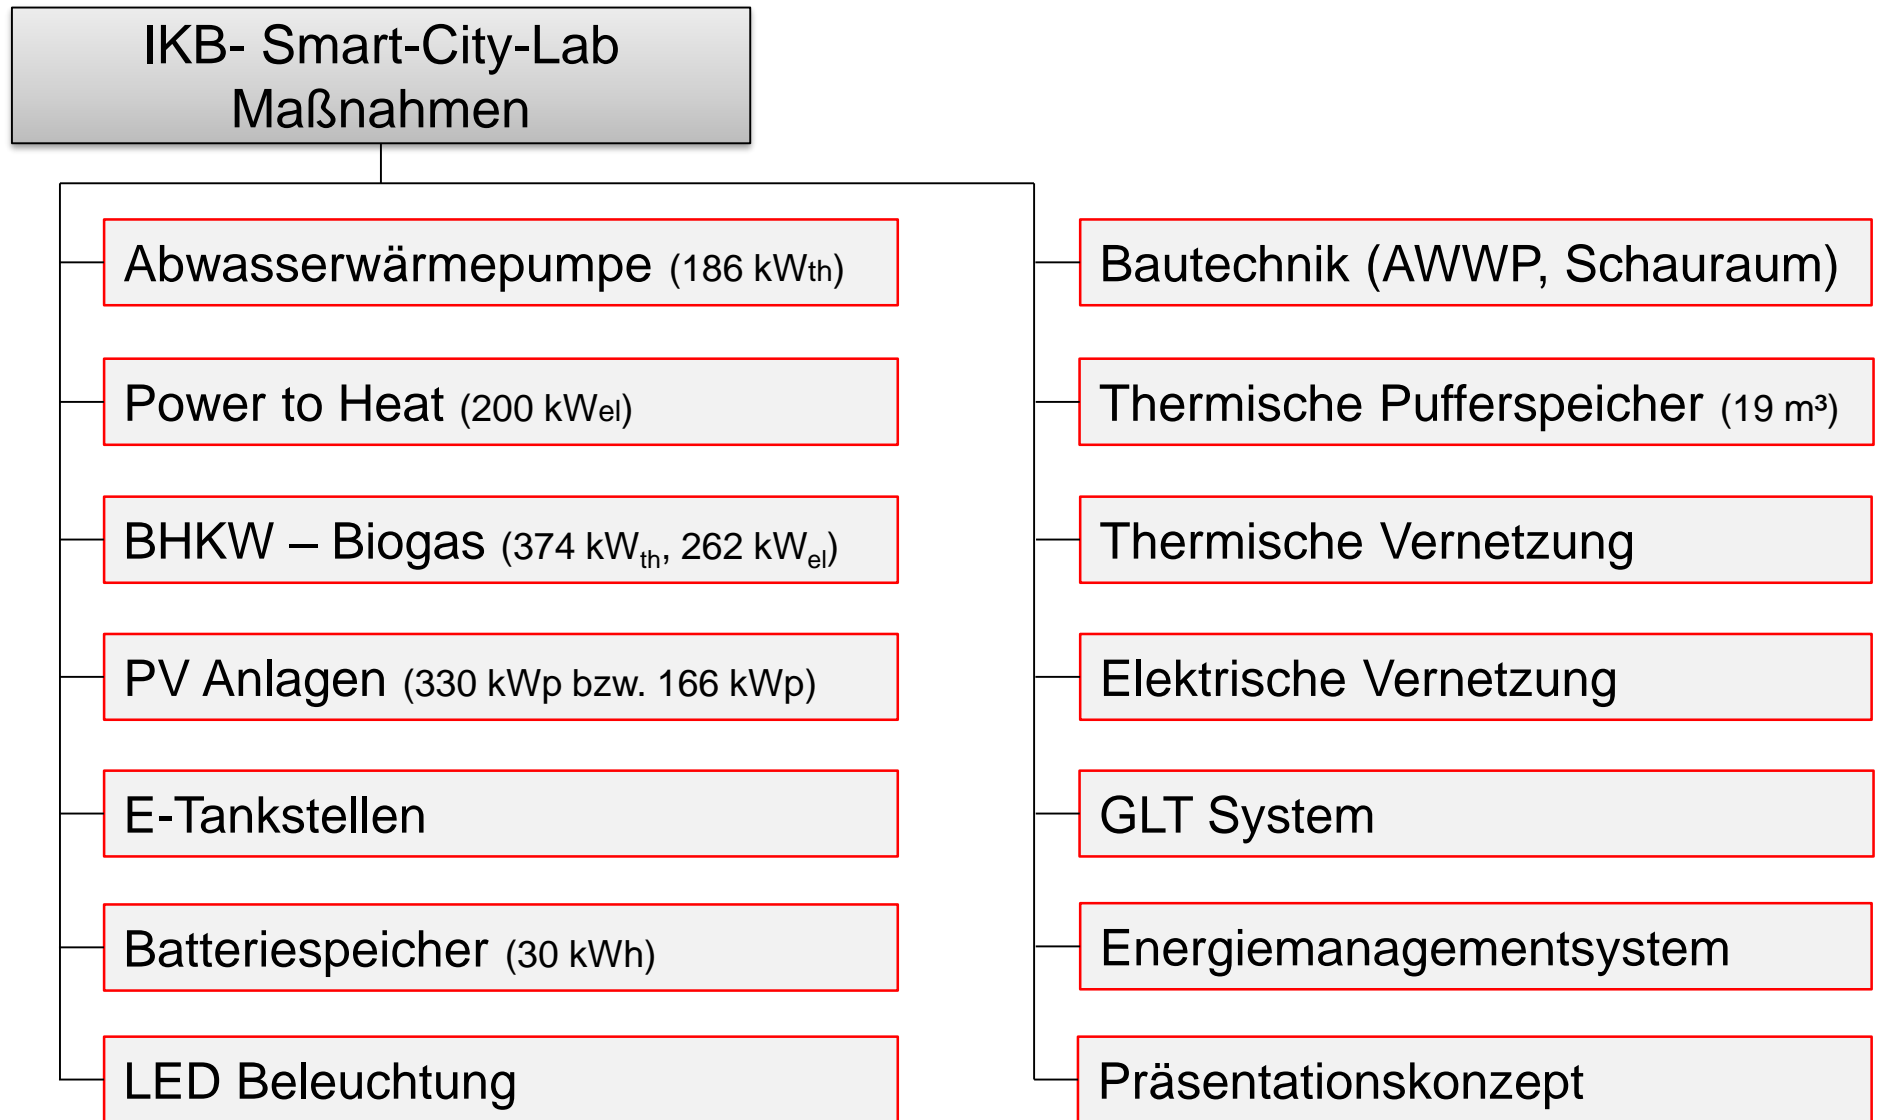 IKB- Smart-City-Lab
Maßnahmen
Abwasserwärmepumpe (186 kWth)
Power to Heat (200 kWel)
BHKW – Biogas (374 kWth, 262 kWel)
PV Anlagen (330 kWp bzw. 166 kWp)
E-Tankstellen
Batteriespeicher (30 kWh)
LED Beleuchtung
Bautechnik (AWWP, Schauraum)
Thermische Pufferspeicher (19 m³)
Thermische Vernetzung
Elektrische Vernetzung
GLT System
Energiemanagementsystem
Präsentationskonzept